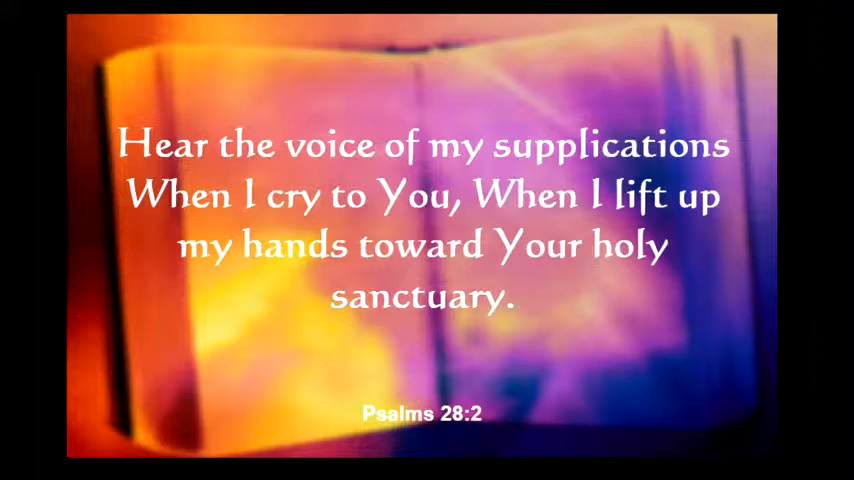 Hear the voice of my supplications
When I cry to You, When I lift up
my hands toward Your holy
sanctuary.
Psalms 28:2